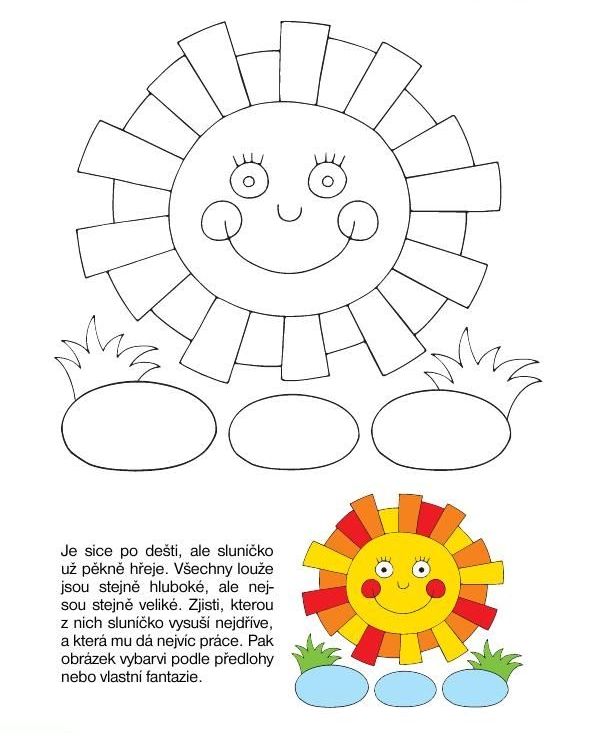 Je sice po dešti, ale sluníčko
už pěkně hřeje. Všechny louže
jsou stejně hluboké, ale nej-
sou stejně veliké. Zjisti, kterou
z nich sluníčko vysuší nejdříve,
a která mu dá nejvíc práce. Pak
obrázek vybarvi podle předlohy
nebo vlastní fantazie.